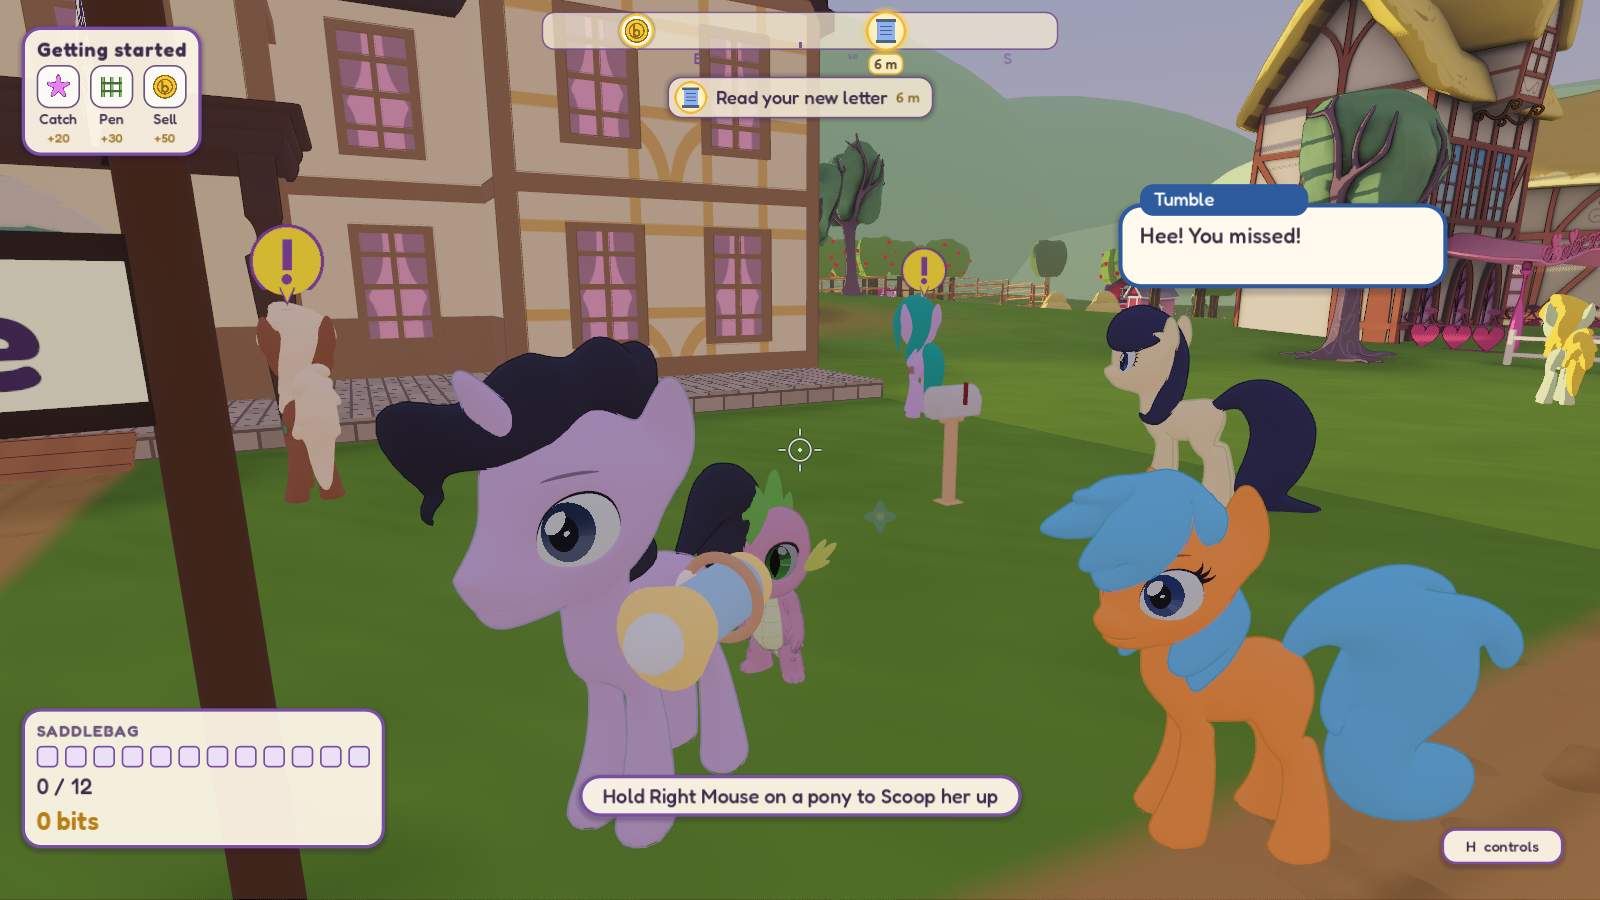 Getting started
Catch
Pen
Sell
+20
+30
+50
E
W
S
6 m
Read your new letter 6 m
Tumble
Hee! You missed!
e
SADDLEBAG
0 / 12
0 bits
Hold Right Mouse on a pony to Scoop her up
H controls